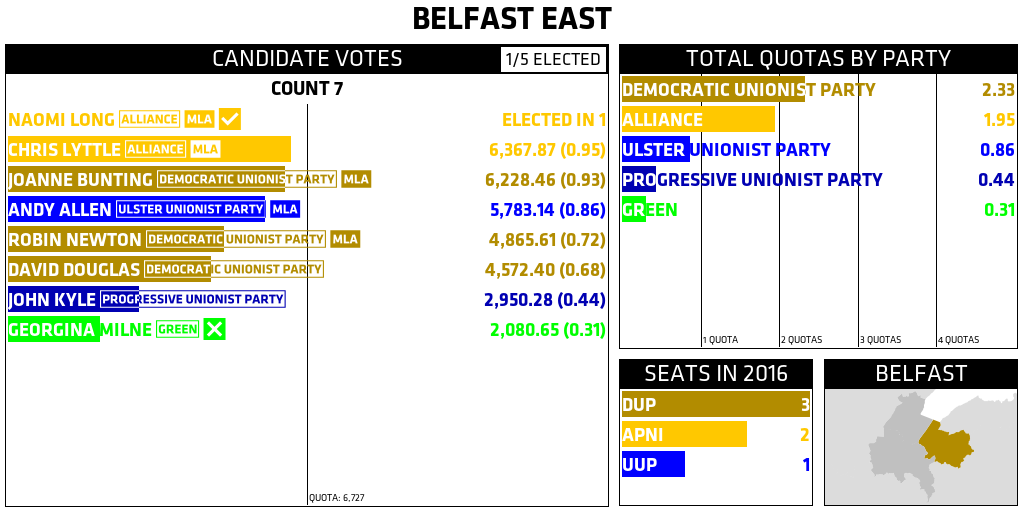 BELFAST EAST
CANDIDATE VOTES 1/5 ELECTED
COUNT 7
NAOMI LONG ALLIANCE MLA ELECTED IN 1
CHRIS LYTTLE ALLIANCE MLA 6,367.87 (0.95)
JOANNE BUNTING DEMOCRATIC UNIONIST PARTY MLA 6,228.46 (0.93)
ANDY ALLEN ULSTER UNIONIST PARTY MLA 5,783.14 (0.86)
ROBIN NEWTON DEMOCRATIC UNIONIST PARTY MLA 4,865.61 (0.72)
DAVID DOUGLAS DEMOCRATIC UNIONIST PARTY 4,572.40 (0.68)
JOHN KYLE PROGRESSIVE UNIONIST PARTY 2,950.28 (0.44)
GEORGINA MILNE GREEN 2,080.65 (0.31)
QUOTA: 6,727
TOTAL QUOTAS BY PARTY
DEMOCRATIC UNIONIST PARTY 2.33
ALLIANCE 1.95
ULSTER UNIONIST PARTY 0.86
PROGRESSIVE UNIONIST PARTY 0.44
GREEN 0.31
1 QUOTA 2 QUOTAS 3 QUOTAS 4 QUOTAS
SEATS IN 2016
DUP 3
APNI 2
UUP 1
BELFAST